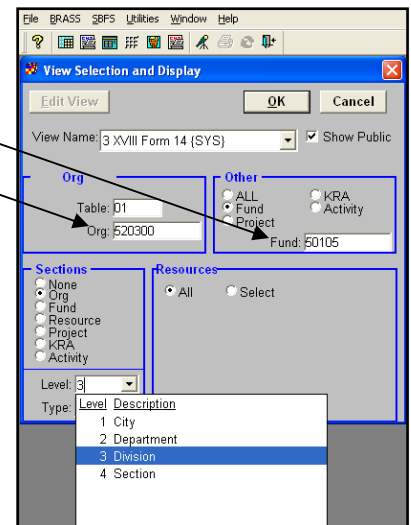 File BRASS SBFS Utilities Window Help
View Selection and Display
Edit View OK Cancel
View Name: 3 XVIII Form 14 {SYS} Show Public
Org
Table: 01
Org: 520300
Other
ALL KRA
Fund Activity
Project
Fund: 50105
Sections
None
Org
Fund
Resource
Project
KRA
Activity
Resources
All Select
Level: 3
Type:
Level Description
1 City
2 Department
3 Division
4 Section